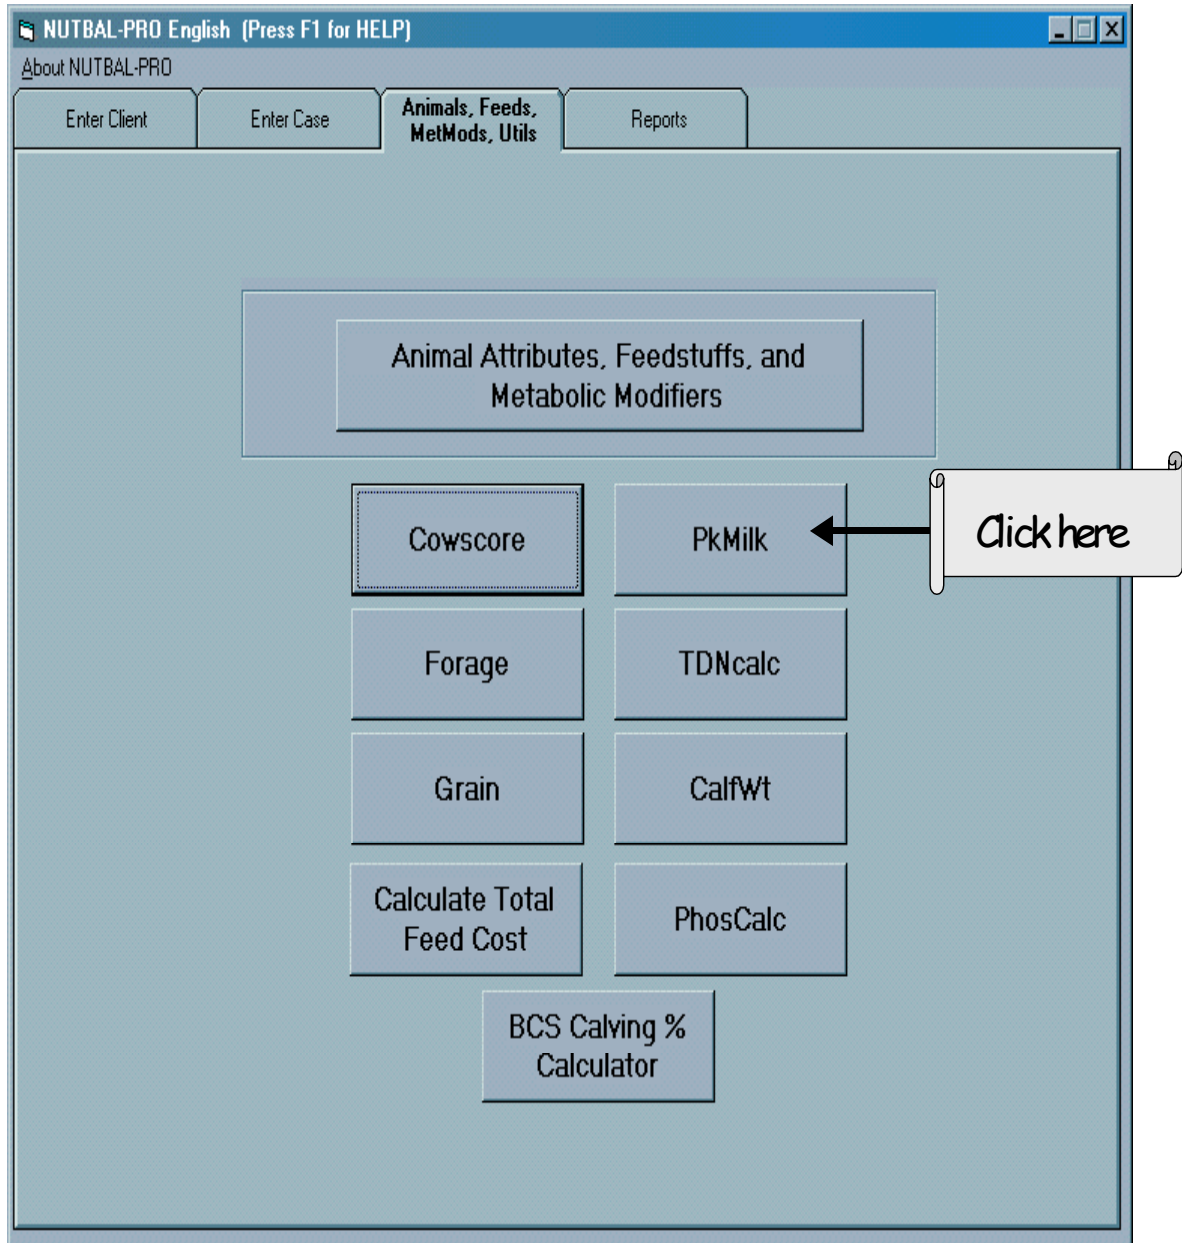 NUTBAL-PRO English (Press F1 for HELP)
About NUTBAL-PRO
Enter Client
Enter Case
Animals, Feeds,
MetMods, Utils
Reports
Animal Attributes, Feedstuffs, and
Metabolic Modifiers
Cowscore
PkMilk
Click here
Forage
TDNcalc
Grain
CalfWt
Calculate Total
Feed Cost
PhosCalc
BCS Calving %
Calculator